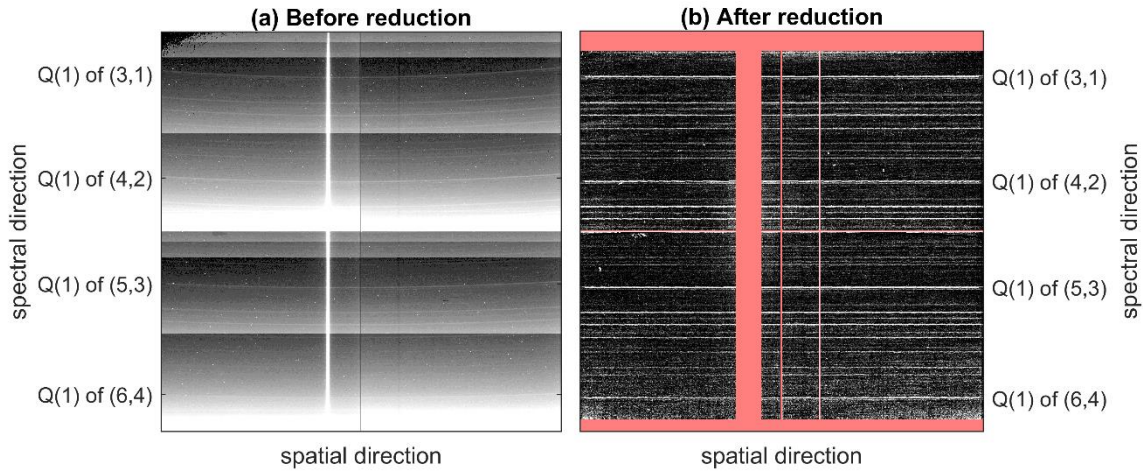 (a) Before reduction
(b) After reduction
Q(1) of (3,1)
Q(1) of (4,2)
Q(1) of (5,3)
Q(1) of (6,4)
spectral direction
spatial direction
Q(1) of (3,1)
Q(1) of (4,2)
Q(1) of (5,3)
Q(1) of (6,4)
spectral direction
spatial direction